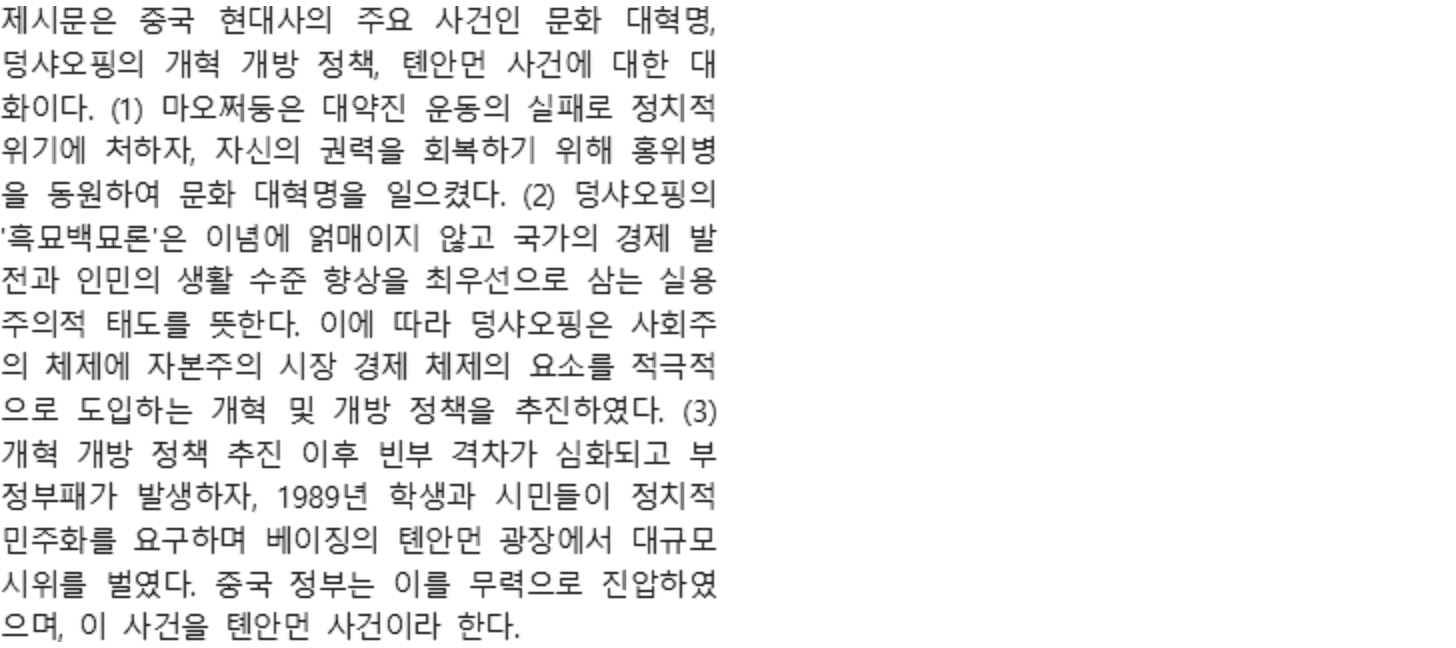 제시문은 중국 현대사의 주요 사건인 문화 대혁명,
덩샤오핑의 개혁 개방 정책, 톈안먼 사건에 대한 대
화이다. (1) 마오쩌둥은 대약진 운동의 실패로 정치적
위기에 처하자, 자신의 권력을 회복하기 위해 홍위병
을 동원하여 문화 대혁명을 일으켰다. (2) 덩샤오핑의
'흑묘백묘론'은 이념에 얽매이지 않고 국가의 경제 발
전과 인민의 생활 수준 향상을 최우선으로 삼는 실용
주의적 태도를 뜻한다. 이에 따라 덩샤오핑은 사회주
의 체제에 자본주의 시장 경제 체제의 요소를 적극적
으로 도입하는 개혁 및 개방 정책을 추진하였다. (3)
개혁 개방 정책 추진 이후 빈부 격차가 심화되고 부
정부패가 발생하자, 1989년 학생과 시민들이 정치적
민주화를 요구하며 베이징의 톈안먼 광장에서 대규모
시위를 벌였다. 중국 정부는 이를 무력으로 진압하였
으며, 이 사건을 톈안먼 사건이라 한다.